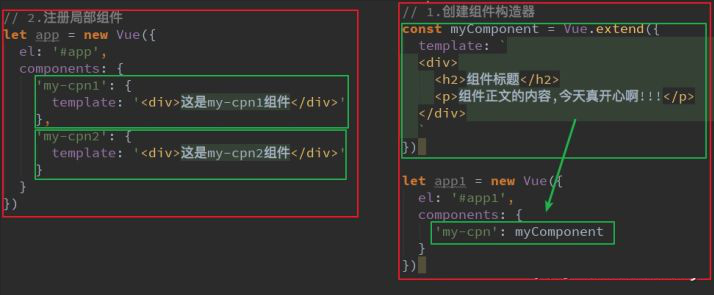 // 2.注册局部组件
let app = new Vue({
  el: '#app',
  components: {
    'my-cpn1': {
      template: '<div>这是my-cpn1组件</div>'
    },
    'my-cpn2': {
      template: '<div>这是my-cpn2组件</div>'
    }
  }
})
// 1.创建组件构造器
const myComponent = Vue.extend({
  template: `
  <div>
    <h2>组件标题</h2>
    <p>组件正文的内容,今天真开心啊!!!</p>
  </div>
  `
})
let app1 = new Vue({
  el: '#app1',
  components: {
    'my-cpn': myComponent
  }
})